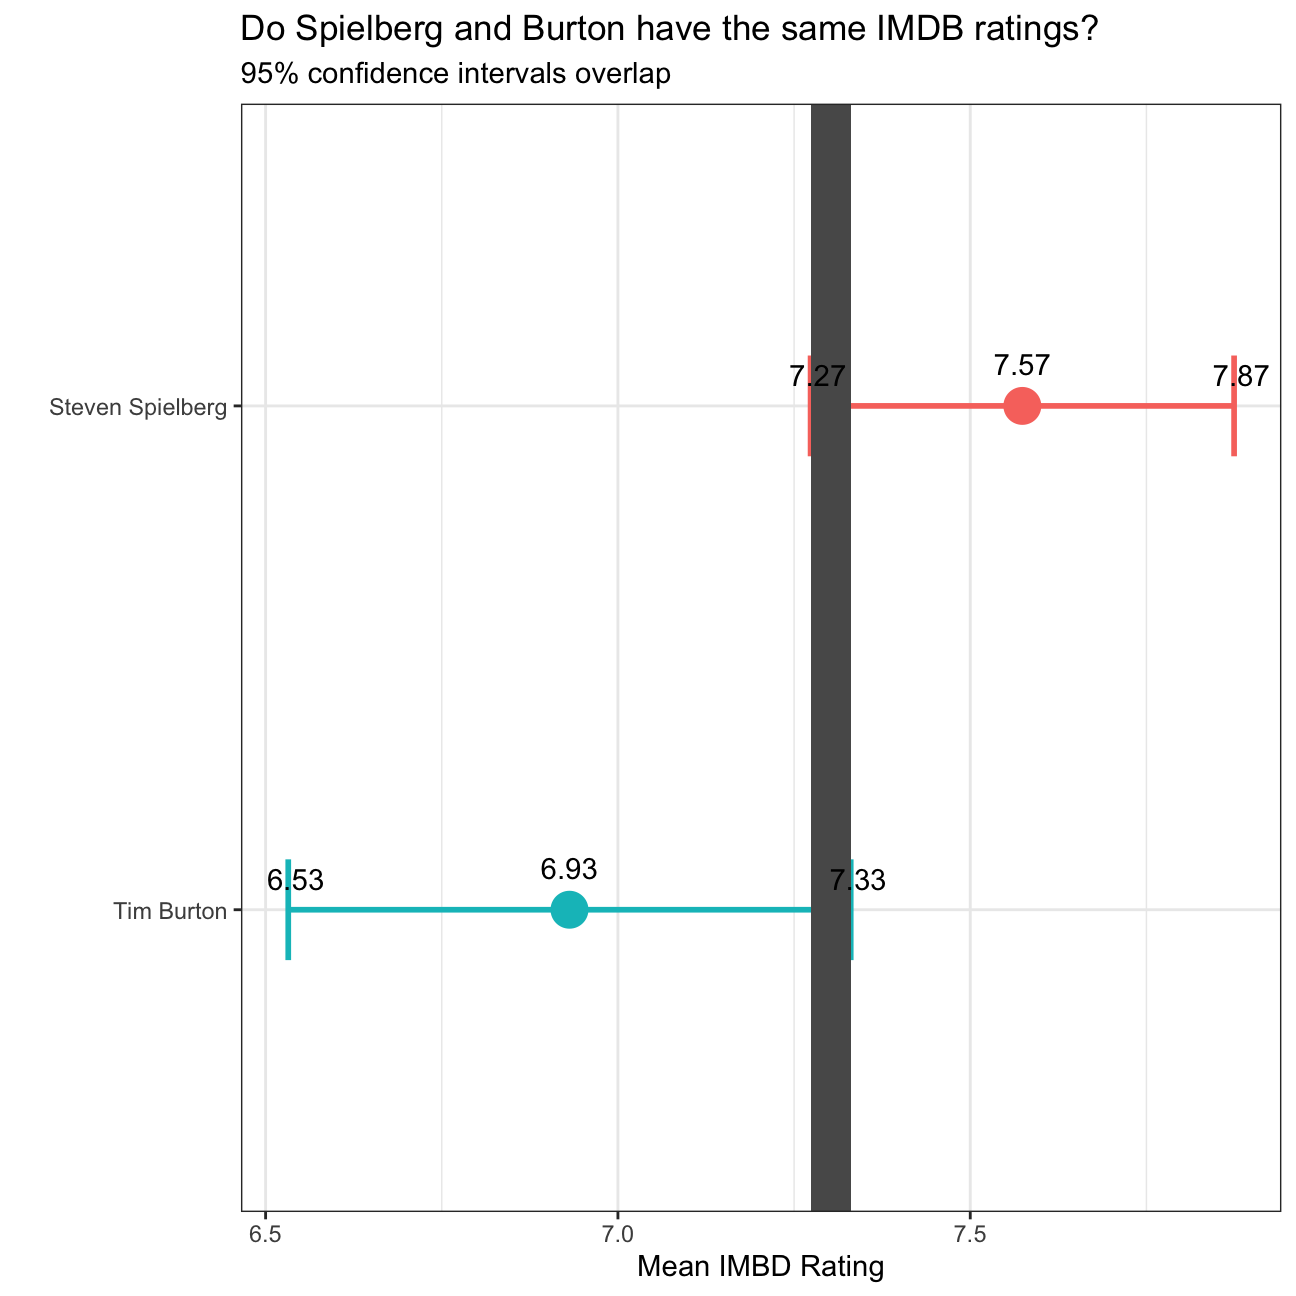 Do Spielberg and Burton have the same IMDB ratings?
95% confidence intervals overlap
7.57
7.27
7.87
Steven Spielberg
6.93
6.53
7.33
Tim Burton
6.5
7.0
7.5
Mean IMBD Rating